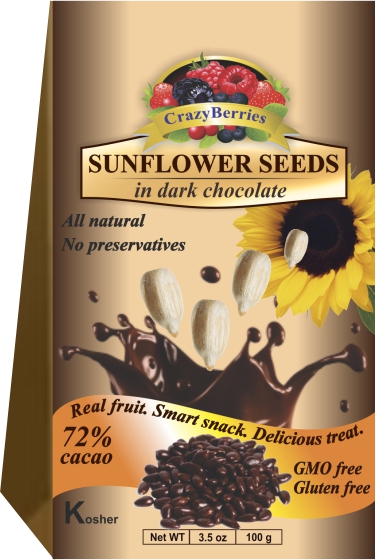 CrazyBerries
SUNFLOWER SEEDS
in dark chocolate
All natural
No preservatives
Real fruit. Smart snack. Delicious treat.
72%
cacao
GMO free
Gluten free
Kosher
Net WT 3.5 oz 100 g